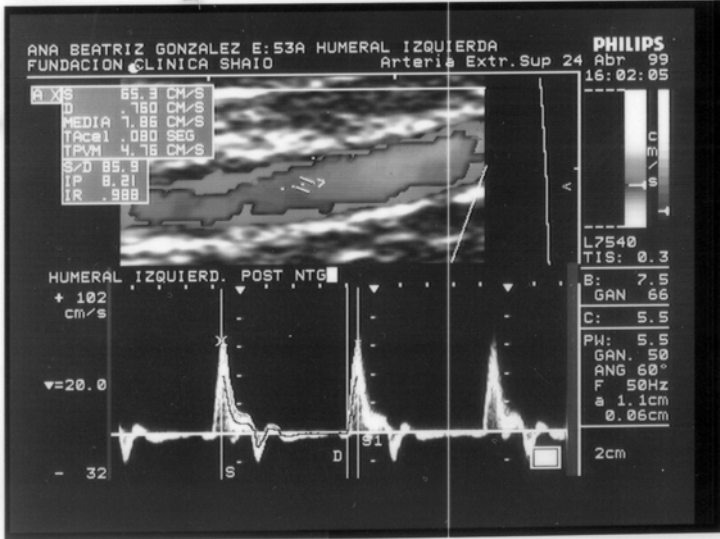 ANA BEATRIZ GONZALEZ E:53A HUMERAL IZQUIERDA PHILIPS
FUNDACION CLINICA SHAIO Arteria Extr.Sup 24 Abr 99
16:02:05
A X S 65.3 CM/S
D .760 CM/S
MEDIA 7.86 CM/S
TAcel .080 SEG
TPVM 4.76 CM/S
S/D 85.9
IP 8.21
IR .988
cm/s
V
L7540
TIS: 0.3
HUMERAL IZQUIERD. POST NTG
+ 102
cm/s
▼=20.0
- 32
S
D
S1
B: 7.5
GAN 66
C: 5.5
PW: 5.5
GAN. 50
ANG 60°
F 50Hz
a 1.1cm
0.06cm
2cm